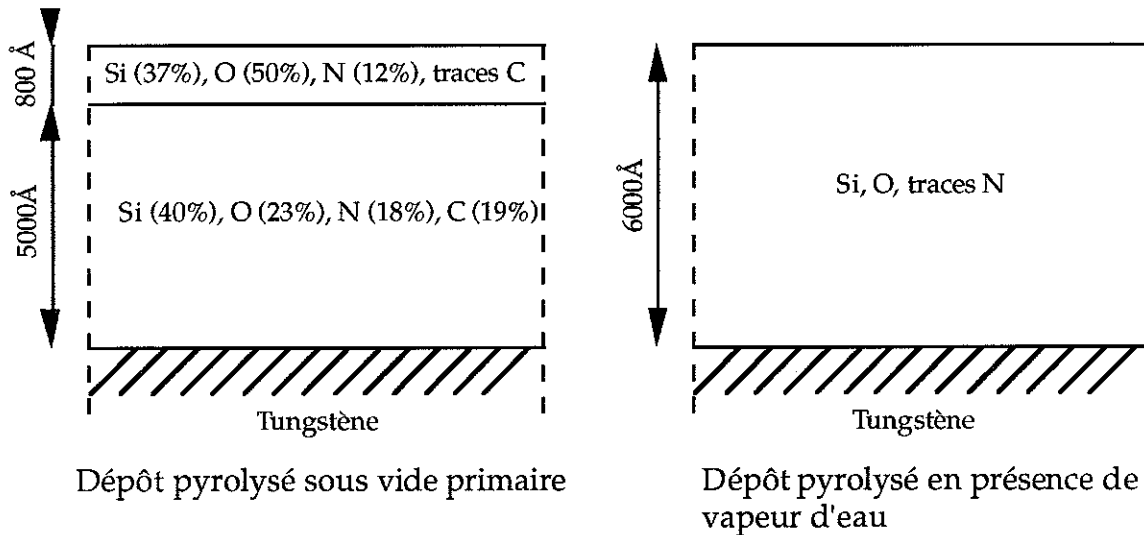 800 Å
Si (37%), O (50%), N (12%), traces C
5000Å
Si (40%), O (23%), N (18%), C (19%)
Tungstène
Dépôt pyrolysé sous vide primaire
6000Å
Si, O, traces N
Tungstène
Dépôt pyrolysé en présence de
vapeur d'eau